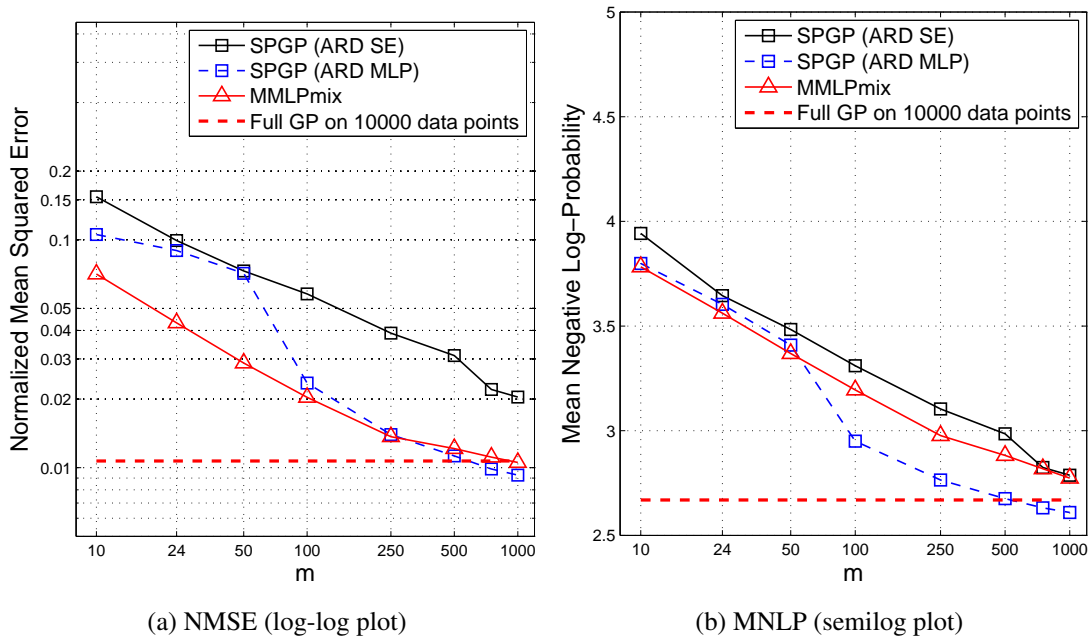 SPGP (ARD SE)
SPGP (ARD MLP)
MMLPmix
Full GP on 10000 data points
Normalized Mean Squared Error
0.2
0.15
0.1
0.05
0.04
0.03
0.02
0.01
10 24 50 100 250 500 1000
m
(a) NMSE (log-log plot)
SPGP (ARD SE)
SPGP (ARD MLP)
MMLPmix
Full GP on 10000 data points
Mean Negative Log−Probability
5
4.5
4
3.5
3
2.5
10 24 50 100 250 500 1000
m
(b) MNLP (semilog plot)